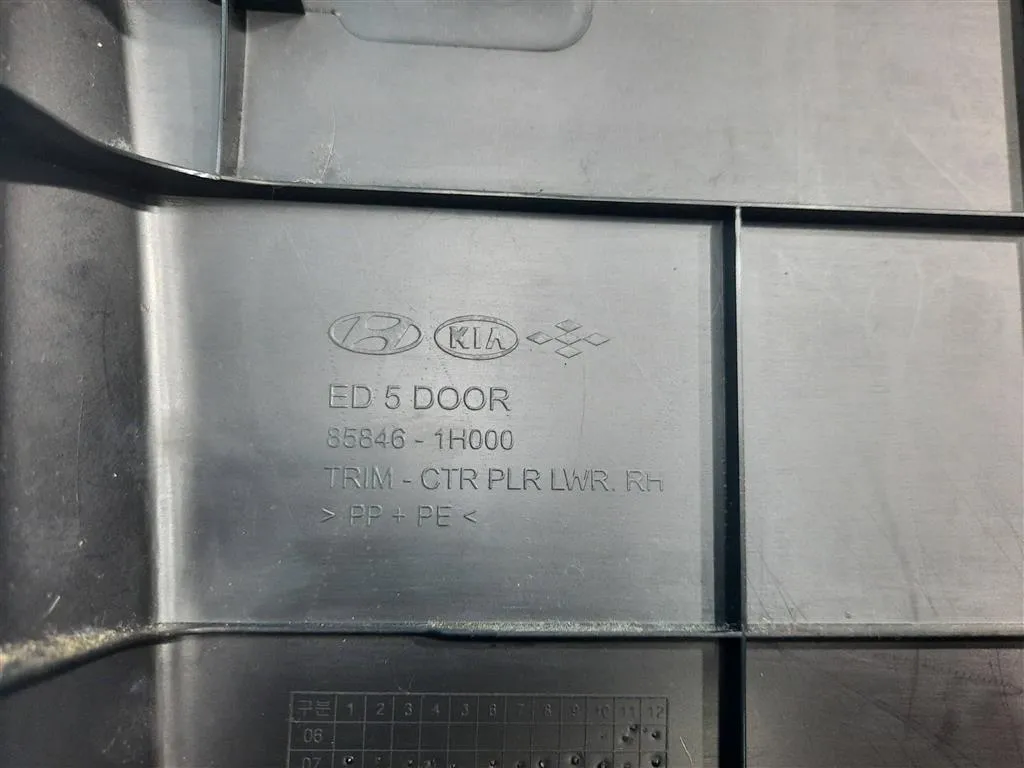 KIA
ED 5 DOOR
85846 - 1H000
TRIM - CTR PLR LWR. RH
> PP + PE <
구분 1 2 3 4 5 6 7 8 9 10 11 12
06
07